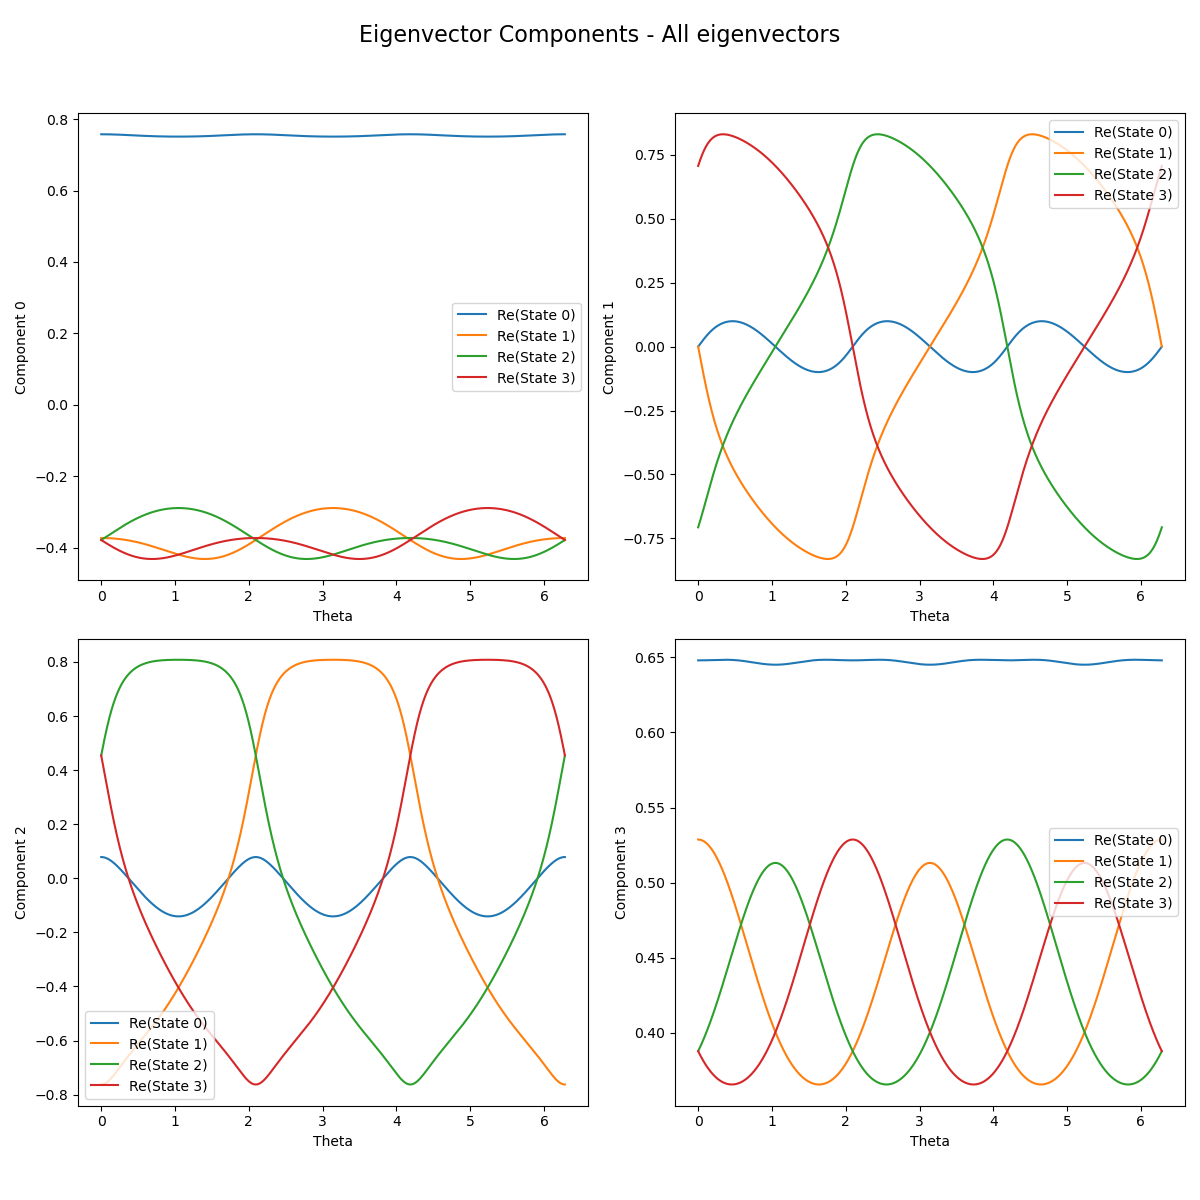 Eigenvector Components - All eigenvectors
Component 0
0.8
0.6
0.4
0.2
0.0
−0.2
−0.4
Re(State 0)
Re(State 1)
Re(State 2)
Re(State 3)
0 1 2 3 4 5 6
Theta
Component 1
0.75
0.50
0.25
0.00
−0.25
−0.50
−0.75
Re(State 0)
Re(State 1)
Re(State 2)
Re(State 3)
0 1 2 3 4 5 6
Theta
Component 2
0.8
0.6
0.4
0.2
0.0
−0.2
−0.4
−0.6
−0.8
Re(State 0)
Re(State 1)
Re(State 2)
Re(State 3)
0 1 2 3 4 5 6
Theta
Component 3
0.65
0.60
0.55
0.50
0.45
0.40
Re(State 0)
Re(State 1)
Re(State 2)
Re(State 3)
0 1 2 3 4 5 6
Theta